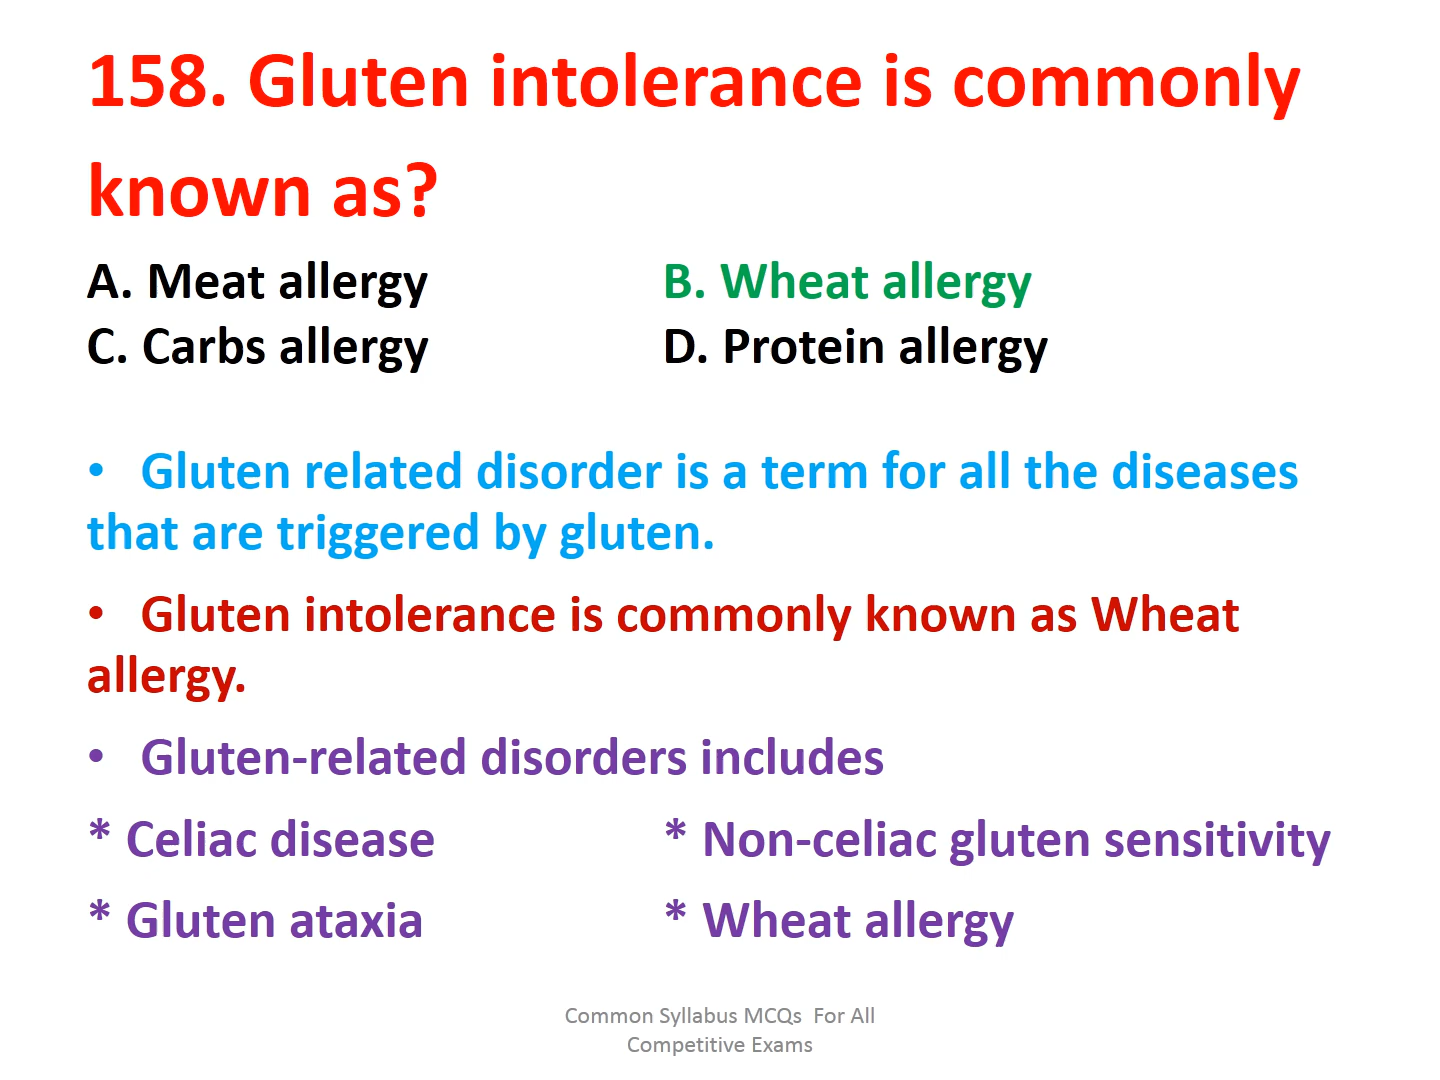 158. Gluten intolerance is commonly
known as?
A. Meat allergy B. Wheat allergy
C. Carbs allergy D. Protein allergy
• Gluten related disorder is a term for all the diseases
that are triggered by gluten.
• Gluten intolerance is commonly known as Wheat
allergy.
• Gluten-related disorders includes
* Celiac disease * Non-celiac gluten sensitivity
* Gluten ataxia * Wheat allergy
Common Syllabus MCQs For All
Competitive Exams